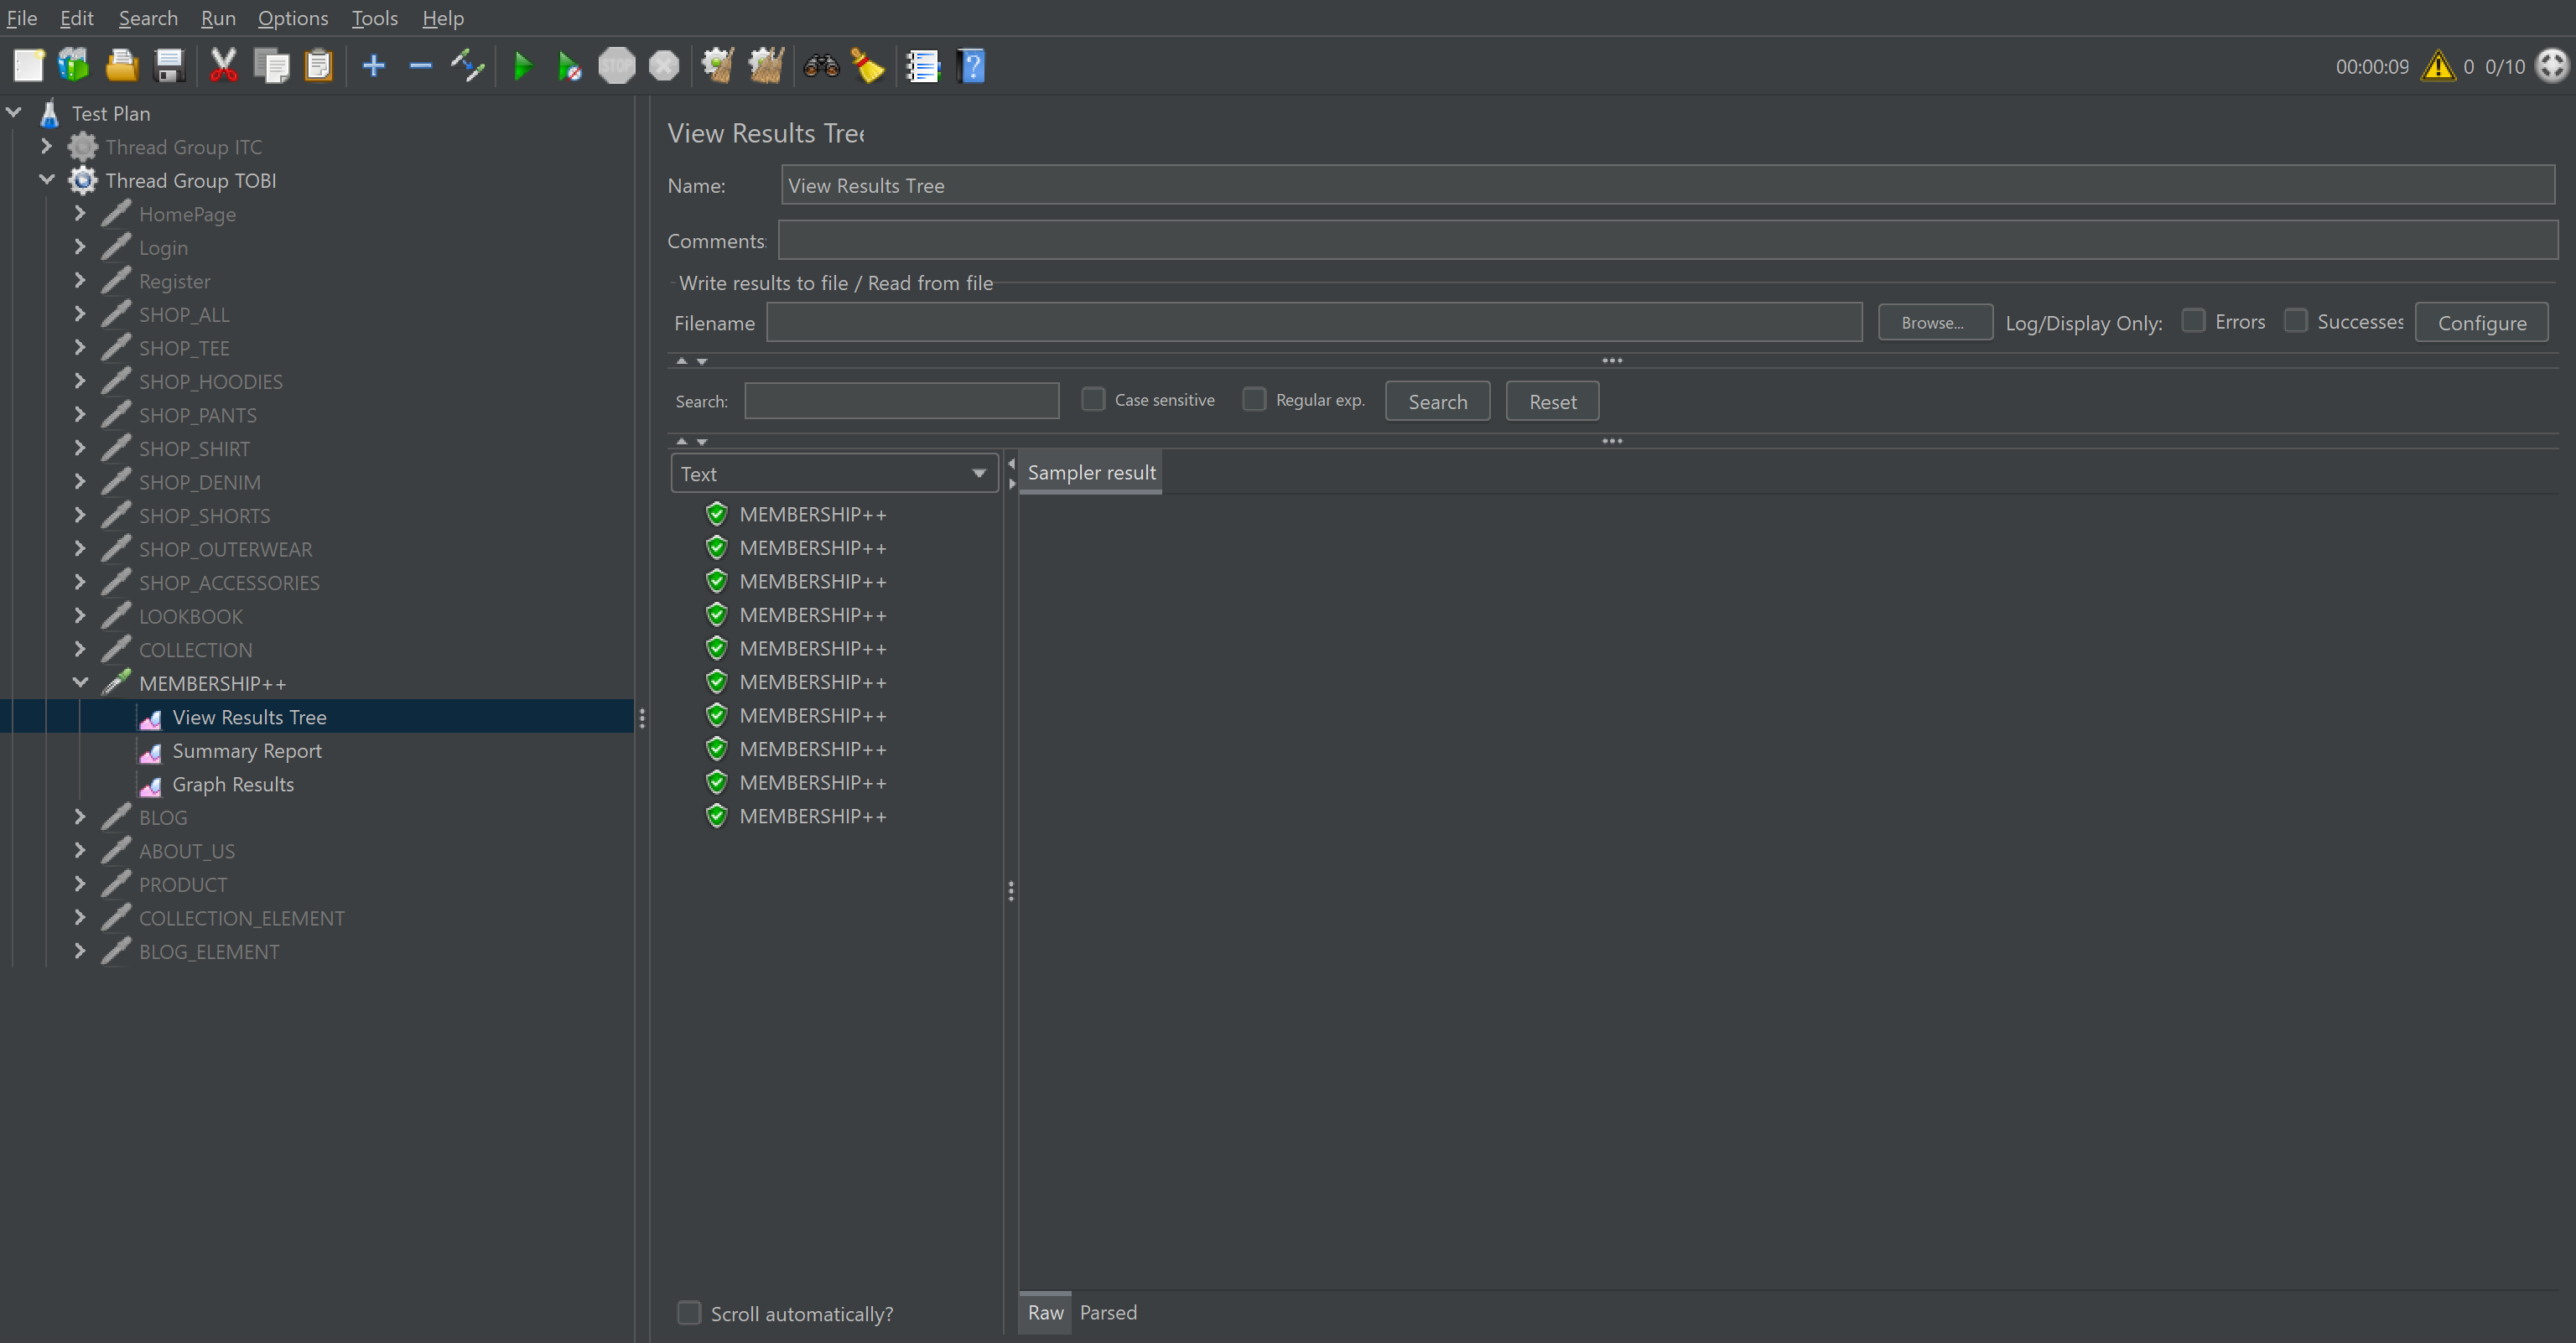 File Edit Search Run Options Tools Help
STOP
00:00:09 0 0/10
Test Plan
Thread Group ITC
Thread Group TOBI
HomePage
Login
Register
SHOP_ALL
SHOP_TEE
SHOP_HOODIES
SHOP_PANTS
SHOP_SHIRT
SHOP_DENIM
SHOP_SHORTS
SHOP_OUTERWEAR
SHOP_ACCESSORIES
LOOKBOOK
COLLECTION
MEMBERSHIP++
View Results Tree
Summary Report
Graph Results
BLOG
ABOUT_US
PRODUCT
COLLECTION_ELEMENT
BLOG_ELEMENT
View Results Tree
Name: View Results Tree
Comments:
Write results to file / Read from file
Filename Browse... Log/Display Only: Errors Successes Configure
Search: Case sensitive Regular exp. Search Reset
Text
MEMBERSHIP++
MEMBERSHIP++
MEMBERSHIP++
MEMBERSHIP++
MEMBERSHIP++
MEMBERSHIP++
MEMBERSHIP++
MEMBERSHIP++
MEMBERSHIP++
MEMBERSHIP++
Scroll automatically?
Sampler result
Raw Parsed